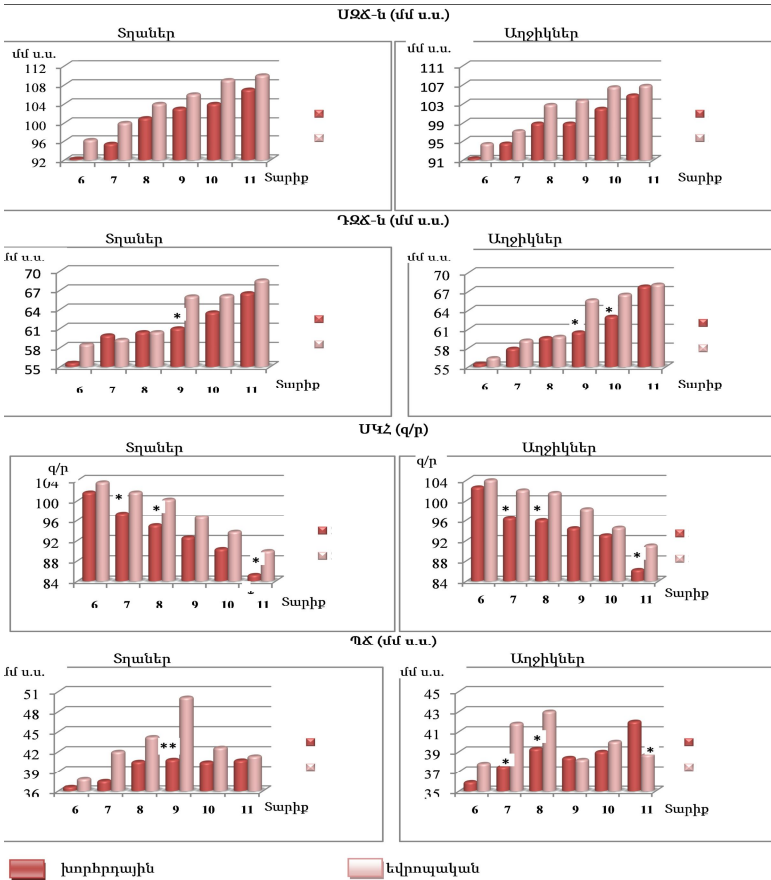 ՍԶՃ-ն (մմ ս.ս.)
Տղաներ
մմ ս.ս.
112
108
104
100
96
92
6 7 8 9 10 11 Տարիք
Աղջիկներ
մմ ս.ս.
111
107
103
99
95
91
6 7 8 9 10 11 Տարիք
ԴԶՃ-ն (մմ ս.ս.)
Տղաներ
մմ ս.ս.
70
67
64
61
58
55
*
6 7 8 9 10 11 Տարիք
Աղջիկներ
մմ ս.ս.
70
67
64
61
58
55
* *
6 7 8 9 10 11 Տարիք
ՍԿՀ (զ/ր)
Տղաներ
զ/ր
104
100
96
92
88
84
* * * *
6 7 8 9 10 11 Տարիք
Աղջիկներ
զ/ր
104
100
96
92
88
84
* * *
6 7 8 9 10 11 Տարիք
ՊՃ (մմ ս.ս.)
Տղաներ
մմ ս.ս.
51
48
45
42
39
36
**
6 7 8 9 10 11 Տարիք
Աղջիկներ
մմ ս.ս.
45
43
41
39
37
35
* * *
6 7 8 9 10 11 Տարիք
խորհրդային
եվրոպական